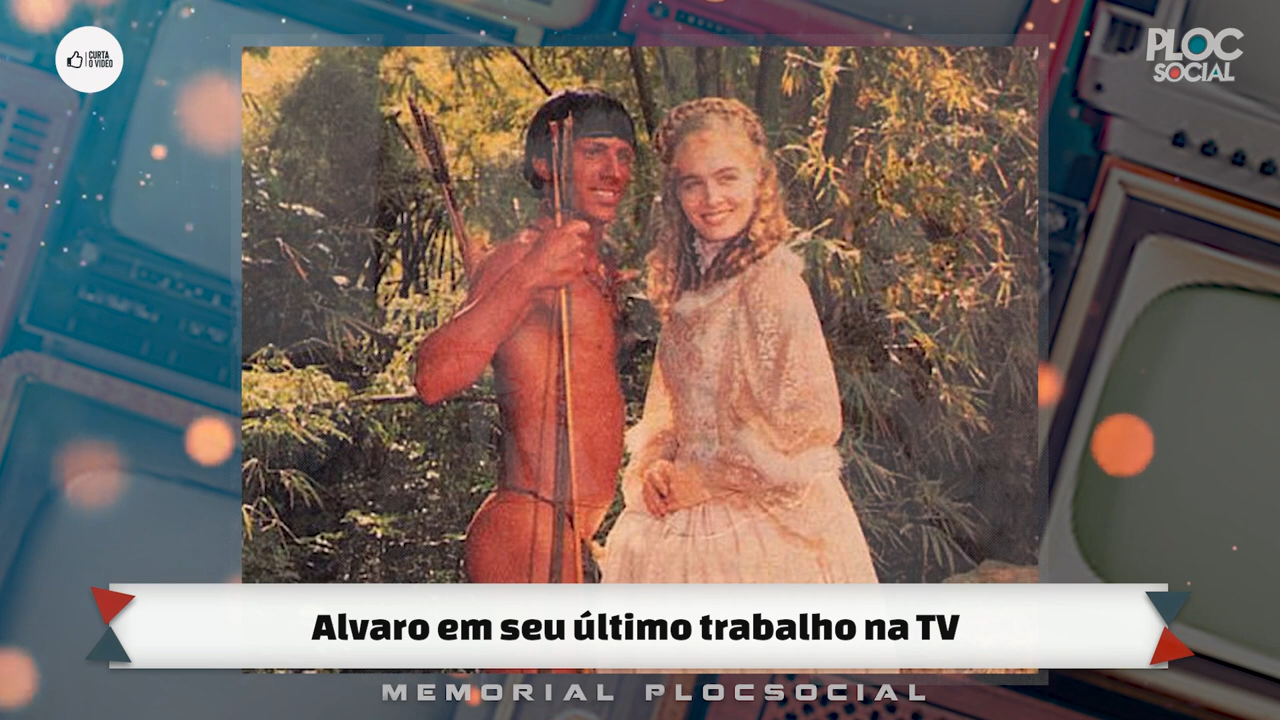 CURTA
O VÍDEO
PLOC
SOCIAL
Alvaro em seu último trabalho na TV
MEMORIAL PLOCSOCIAL